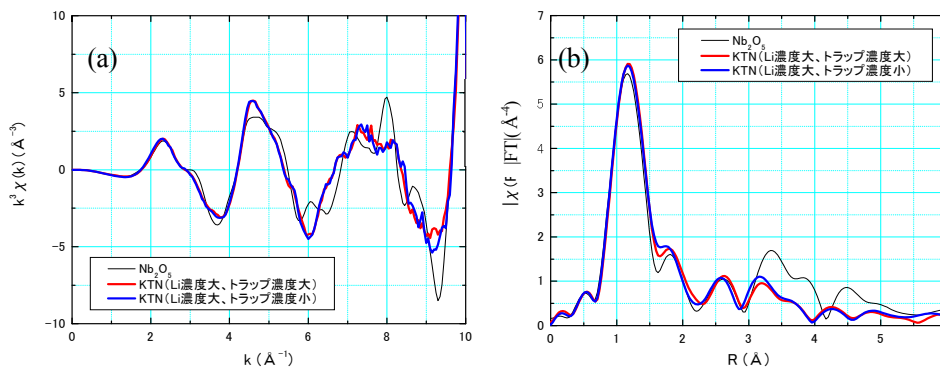 (a)
k³χ(k) (Å⁻³)
10
5
0
-5
-10
Nb₂O₅
KTN(Li濃度大、トラップ濃度大)
KTN(Li濃度大、トラップ濃度小)
0 2 4 6 8 10
k (Å⁻¹)
(b)
|χ(F |FT|(Å⁻⁴)
7
6
5
4
3
2
1
0
Nb₂O₅
KTN(Li濃度大、トラップ濃度大)
KTN(Li濃度大、トラップ濃度小)
0 1 2 3 4 5
R (Å)